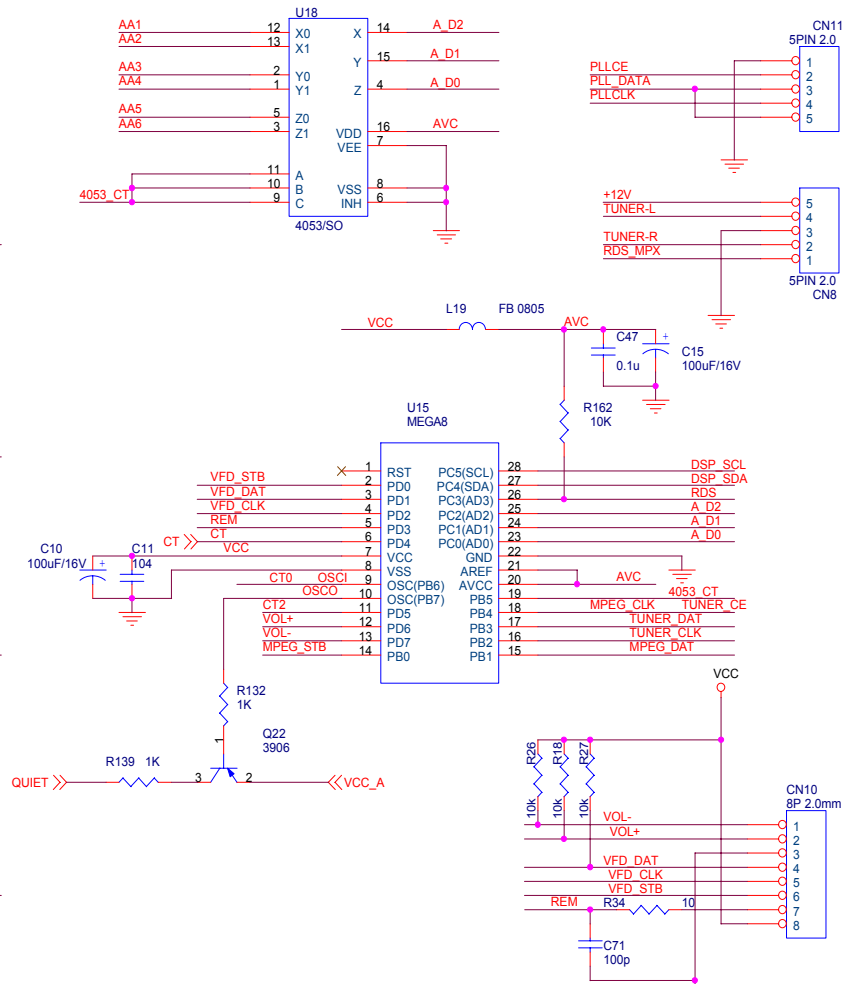 U18
AA1 12 X0 X 14 A_D2
AA2 13 X1
Y 15 A_D1
AA3 2 Y0
AA4 1 Y1 Z 4 A_D0
AA5 5 Z0
AA6 3 Z1 VDD 16 AVC
VEE 7
11 A
10 B VSS 8
4053_CT 9 C INH 6
4053/SO
CN11
5PIN 2.0
1
PLLCE 2
PLL_DATA 3
PLLCLK 4
5
+12V 5
TUNER-L 4
3
TUNER-R 2
RDS_MPX 1
5PIN 2.0
CN8
L19 FB 0805
VCC AVC
C47
0.1u
+
C15
100uF/16V
R162
10K
U15
MEGA8
1 RST PC5(SCL) 28 DSP_SCL
VFD_STB 2 PD0 PC4(SDA) 27 DSP_SDA
VFD_DAT 3 PD1 PC3(AD3) 26 RDS
VFD_CLK 4 PD2 PC2(AD2) 25 A_D2
REM 5 PD3 PC1(AD1) 24 A_D1
CT CT 6 PD4 PC0(AD0) 23 A_D0
VCC 7 VCC GND 22
8 VSS AREF 21
CT0 OSCI 9 OSC(PB6) AVCC 20 AVC
OSCO 10 OSC(PB7) PB5 19 4053_CT
CT2 11 PD5 PB4 18 MPEG_CLK TUNER_CE
VOL+ 12 PD6 PB3 17 TUNER_DAT
VOL- 13 PD7 PB2 16 TUNER_CLK
MPEG_STB 14 PB0 PB1 15 MPEG_DAT
C10
100uF/16V
+
C11
104
R132
1K
Q22
3906
1
R139 1K
QUIET 3 2 VCC_A
VCC
R26 10k
R18 10k
R27 10k
CN10
8P 2.0mm
VOL- 1
VOL+ 2
3
VFD_DAT 4
VFD_CLK 5
VFD_STB 6
REM R34 10 7
8
C71
100p